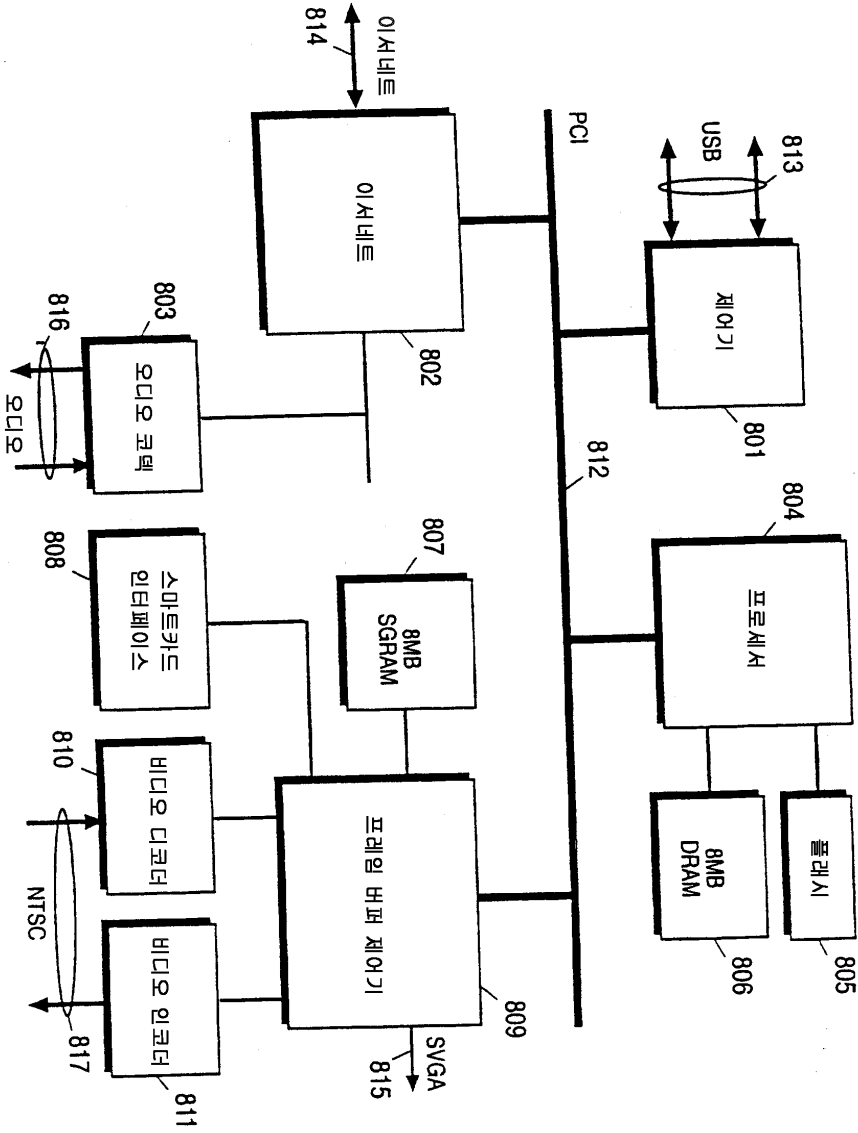 813
USB
제어기
801
804
프로세서
플래시
805
8MB
DRAM
806
PCI
812
이서네트
814
이서네트
802
807
8MB
SGRAM
프레임 버퍼 제어기
809
SVGA
815
803
오디오 코덱
816
오디오
808
스마트카드
인터페이스
810
비디오 디코더
NTSC
비디오 인코더
817
811